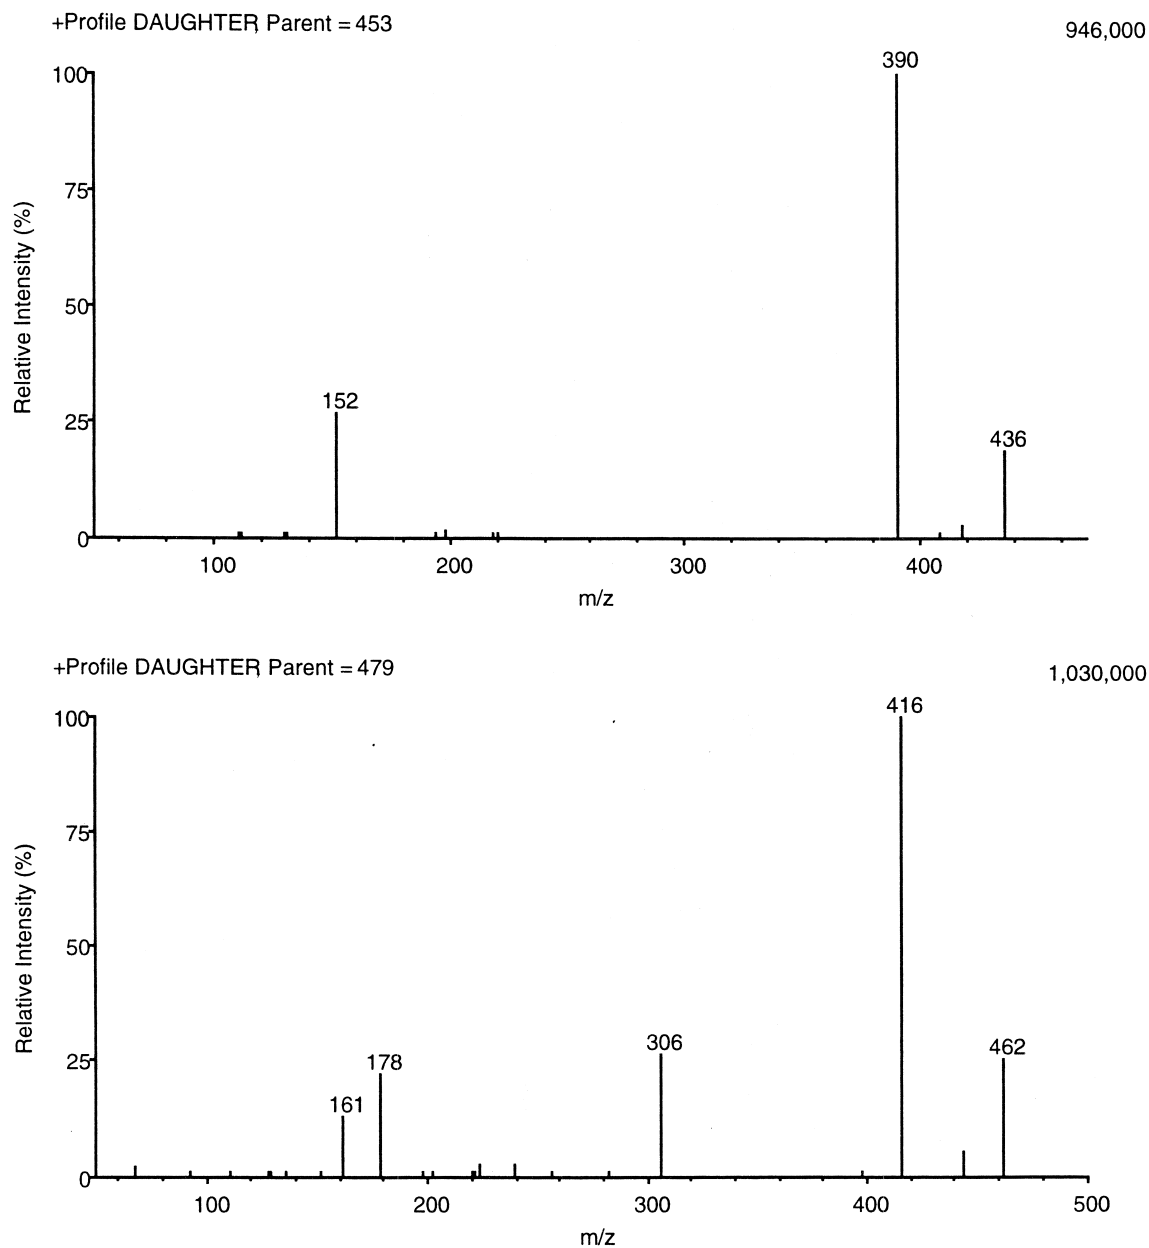 +Profile DAUGHTER, Parent = 453
946,000
390
100
75
Relative Intensity (%)
50
152
436
25
0
100 200 300 400
m/z
+Profile DAUGHTER, Parent = 479
1,030,000
416
100
75
Relative Intensity (%)
50
306
462
178
25
161
0
100 200 300 400 500
m/z